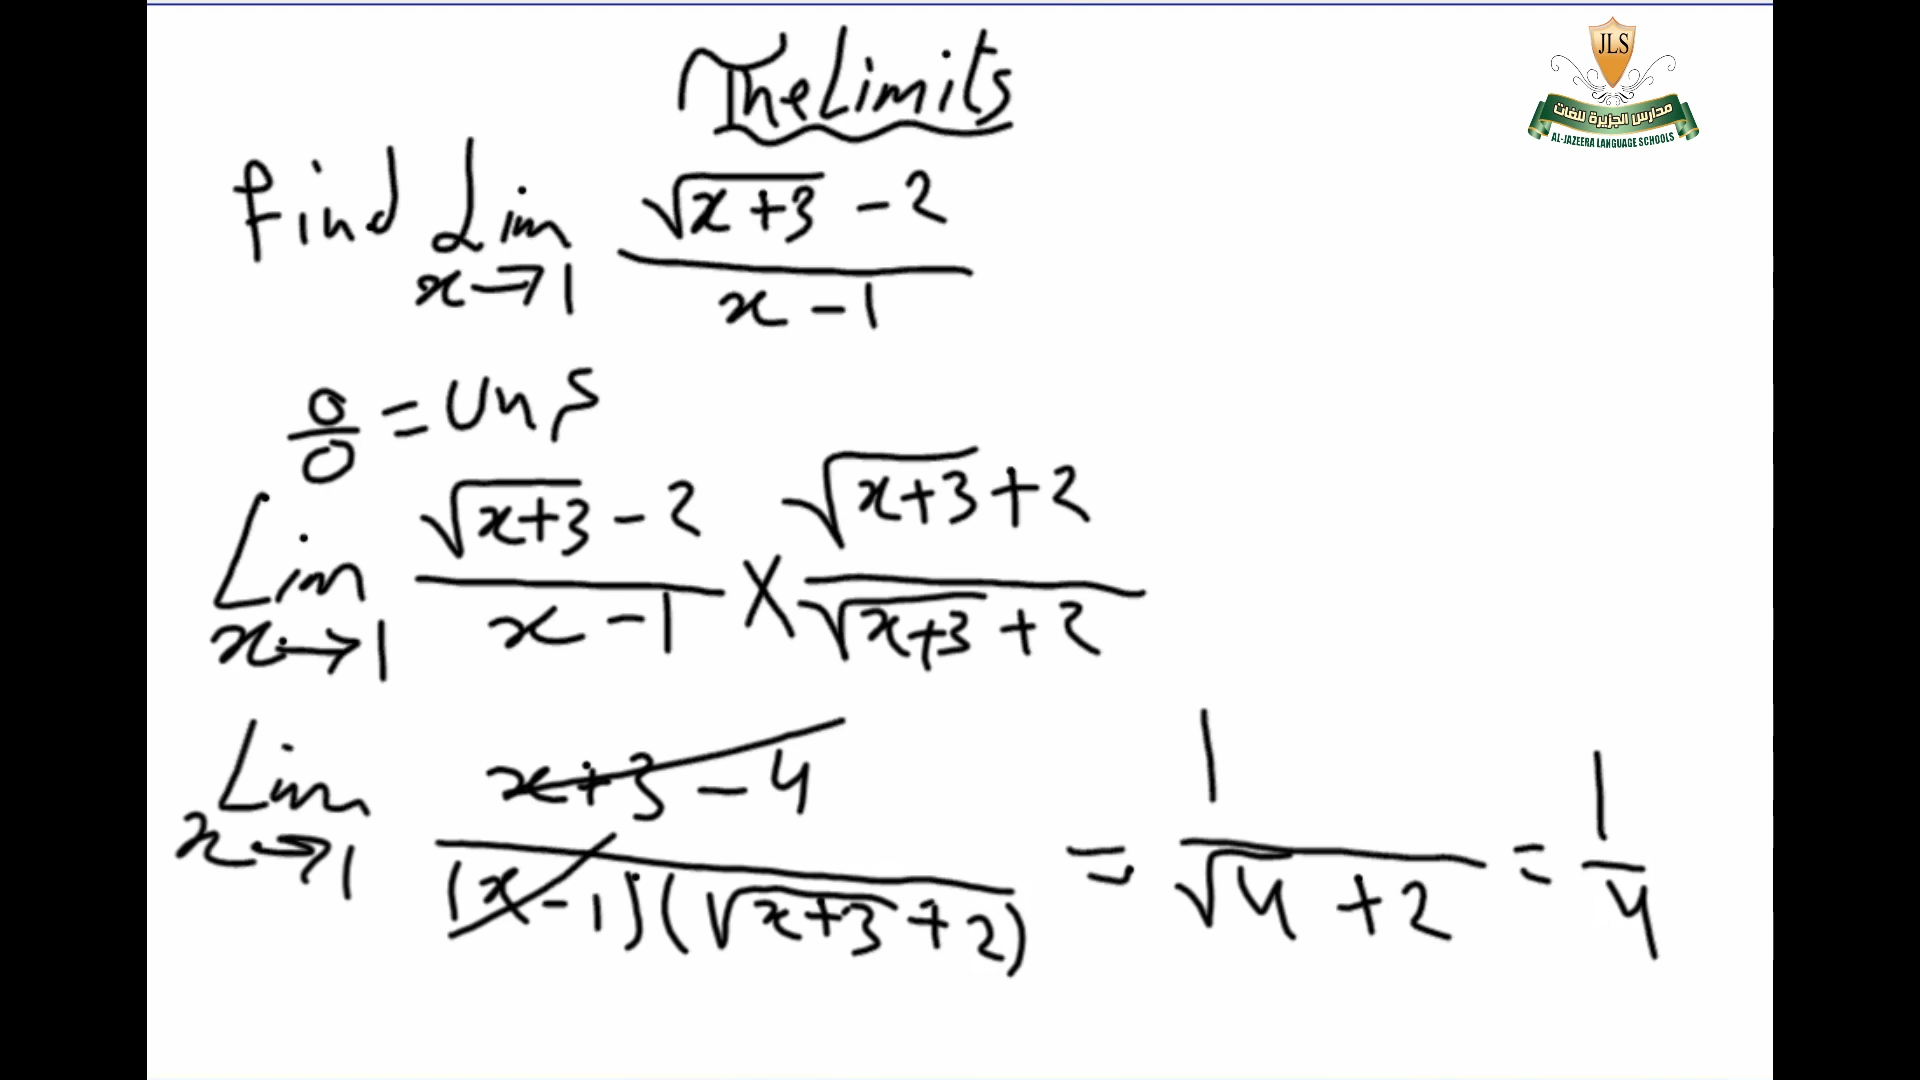 The Limits
JLS
مدارس الجزيرة للغات
AL-JAZEERA LANGUAGE SCHOOLS
find Lim x→1 (√(x+3) - 2)/(x - 1)
0/0 = Uns
Lim x→1 (√(x+3) - 2)/(x - 1) × (√(x+3) + 2)/(√(x+3) + 2)
Lim x→1 (x+3 - 4)/((x - 1)(√(x+3) + 2)) = 1/(√4 + 2) = 1/4